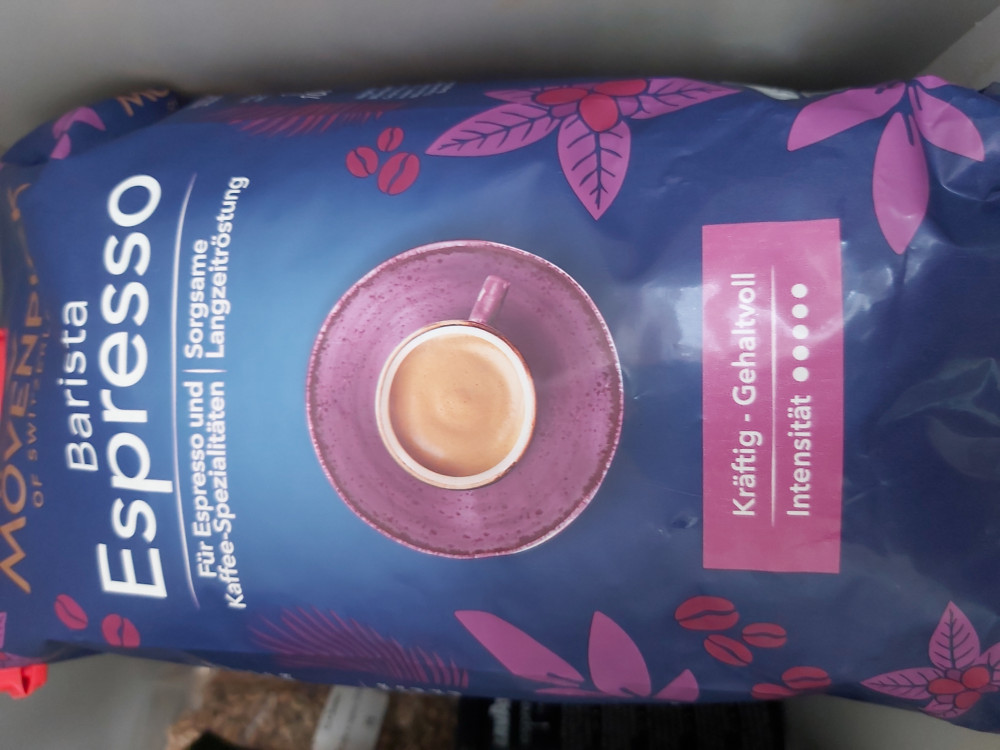 MÖVENPICK
OF SWITZERLAND
Barista
Espresso
Für Espresso und | Sorgsame
Kaffee-Spezialitäten | Langzeitröstung
Kräftig - Gehaltvoll
Intensität